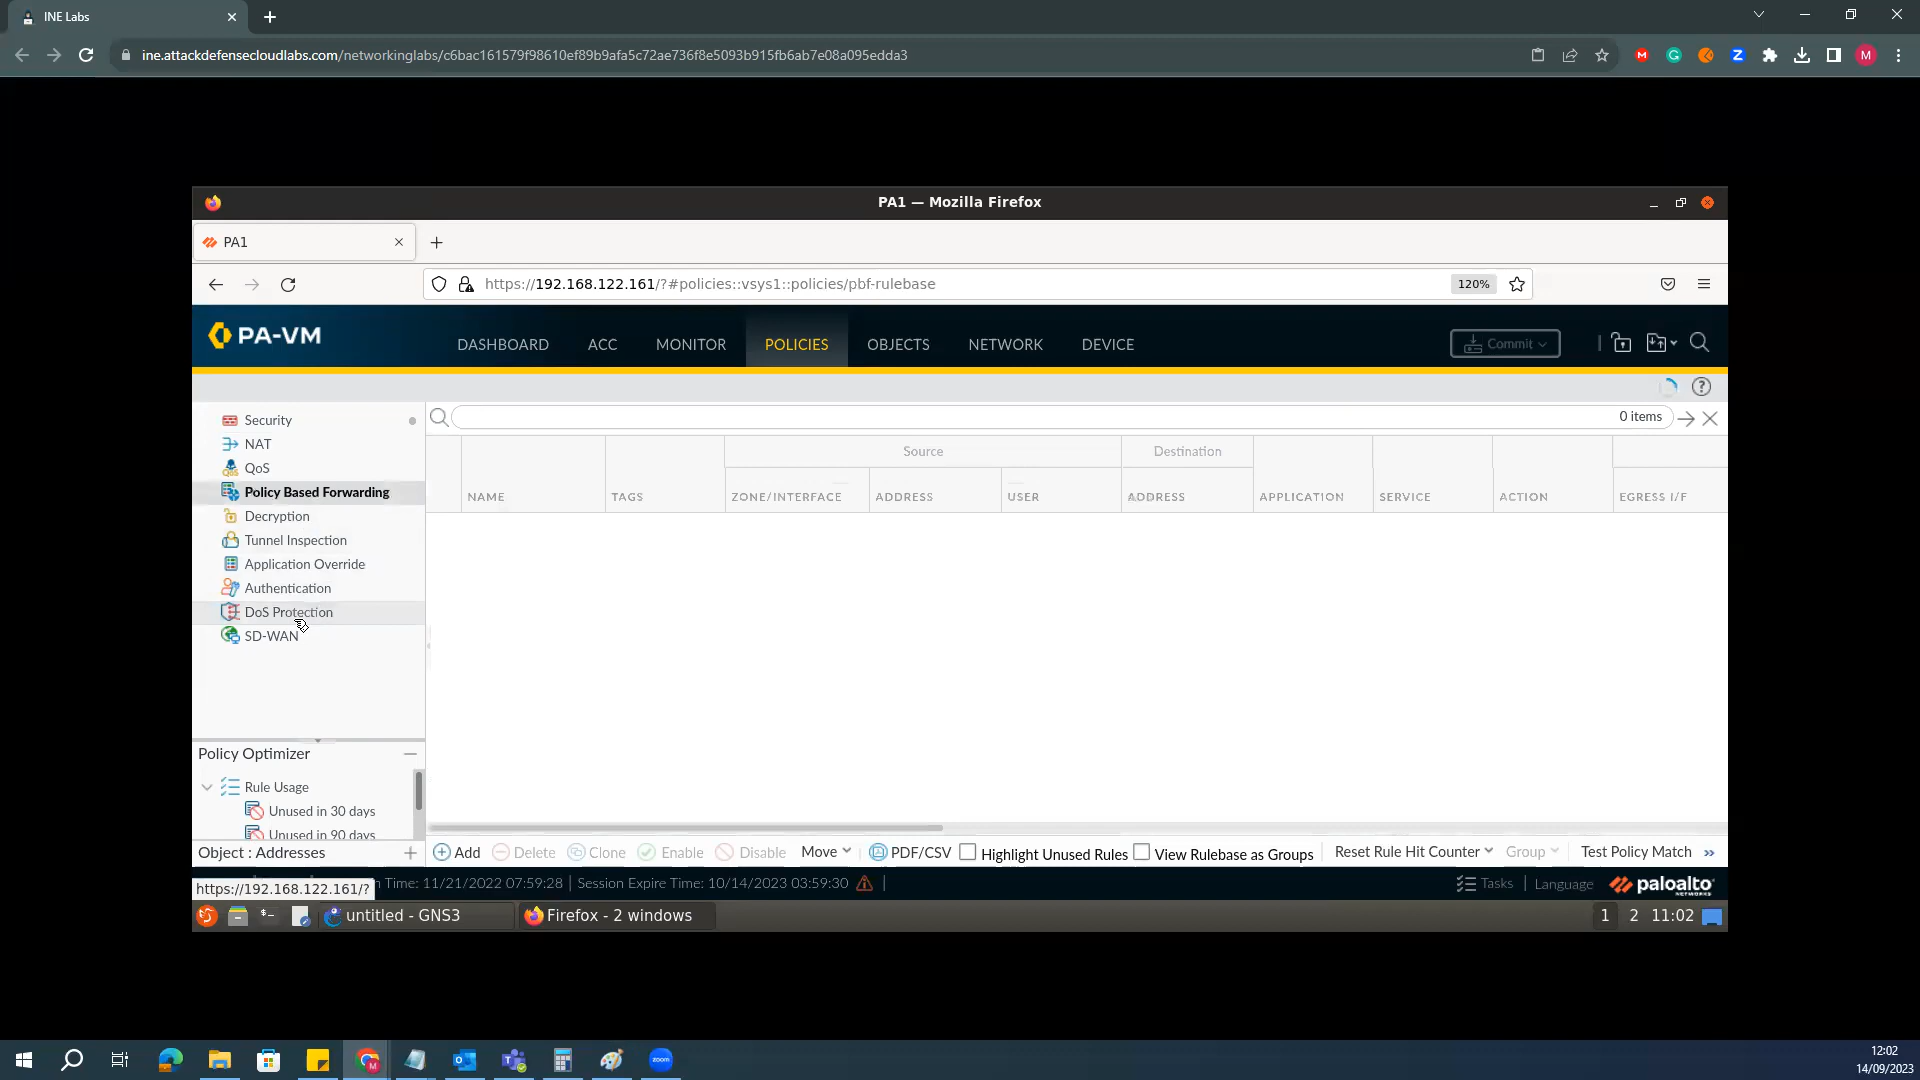 INE Labs
ine.attackdefensecloudlabs.com/networkinglabs/c6bac161579f98610ef89b9afa5c72ae736f8e5093b915fb6ab7e08a095edda3
PA1 — Mozilla Firefox
PA1
https://192.168.122.161/?#policies::vsys1::policies/pbf-rulebase
120%
PA-VM
DASHBOARD ACC MONITOR POLICIES OBJECTS NETWORK DEVICE
Commit
Security
NAT
QoS
Policy Based Forwarding
Decryption
Tunnel Inspection
Application Override
Authentication
DoS Protection
SD-WAN
0 items
Source Destination
NAME TAGS ZONE/INTERFACE ADDRESS USER ADDRESS APPLICATION SERVICE ACTION EGRESS I/F
Policy Optimizer
Rule Usage
Unused in 30 days
Unused in 90 days
Object : Addresses
Add Delete Clone Enable Disable Move PDF/CSV Highlight Unused Rules View Rulebase as Groups Reset Rule Hit Counter Group Test Policy Match
https://192.168.122.161/?
n Time: 11/21/2022 07:59:28 | Session Expire Time: 10/14/2023 03:59:30
Tasks | Language paloalto
NETWORKS
untitled - GNS3
Firefox - 2 windows
1 2 11:02
zoom
12:02
14/09/2023